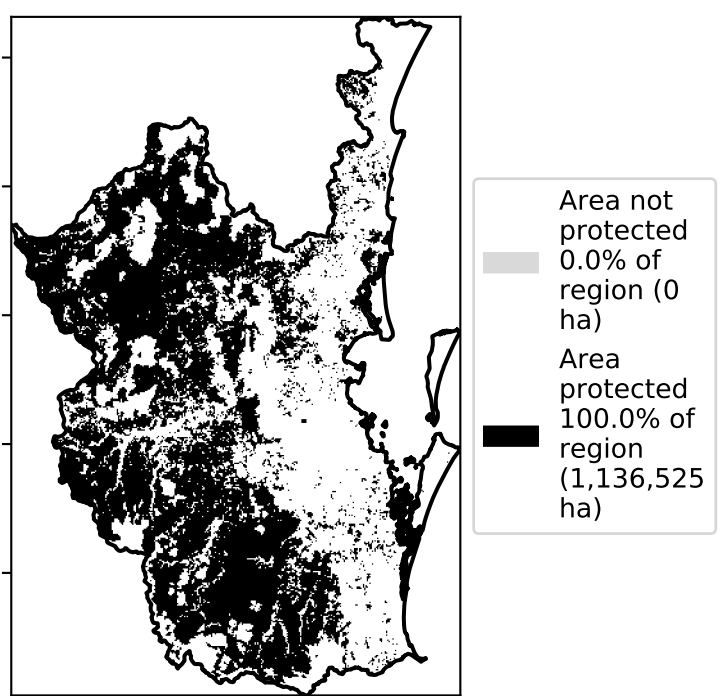 Area not
protected
0.0% of
region (0
ha)
Area
protected
100.0% of
region
(1,136,525
ha)